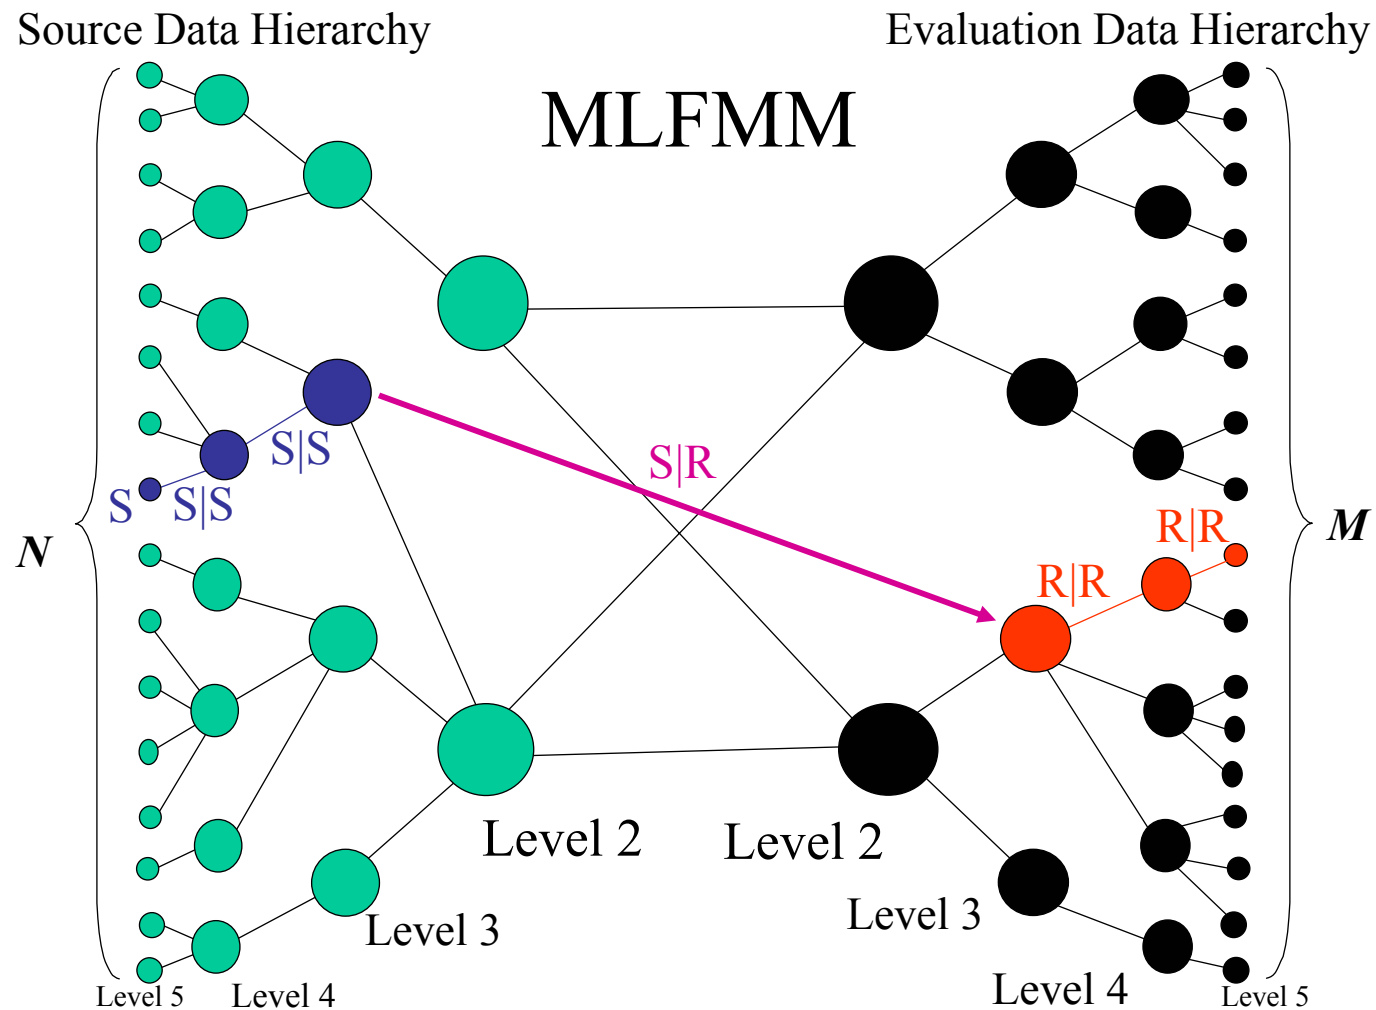 Source Data Hierarchy
Evaluation Data Hierarchy
MLFMM
S|S
S|R
S
S|S
N
M
R|R
R|R
Level 2
Level 2
Level 3
Level 3
Level 4
Level 5
Level 4
Level 5